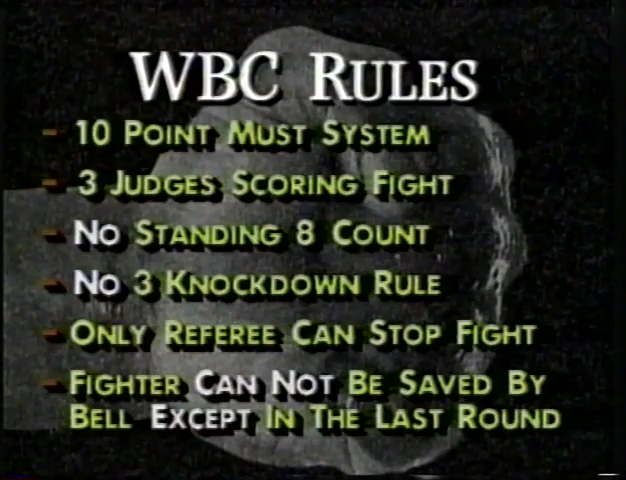 WBC RULES
- 10 POINT MUST SYSTEM
- 3 JUDGES SCORING FIGHT
- NO STANDING 8 COUNT
- NO 3 KNOCKDOWN RULE
- ONLY REFEREE CAN STOP FIGHT
- FIGHTER CAN NOT BE SAVED BY
BELL EXCEPT IN THE LAST ROUND